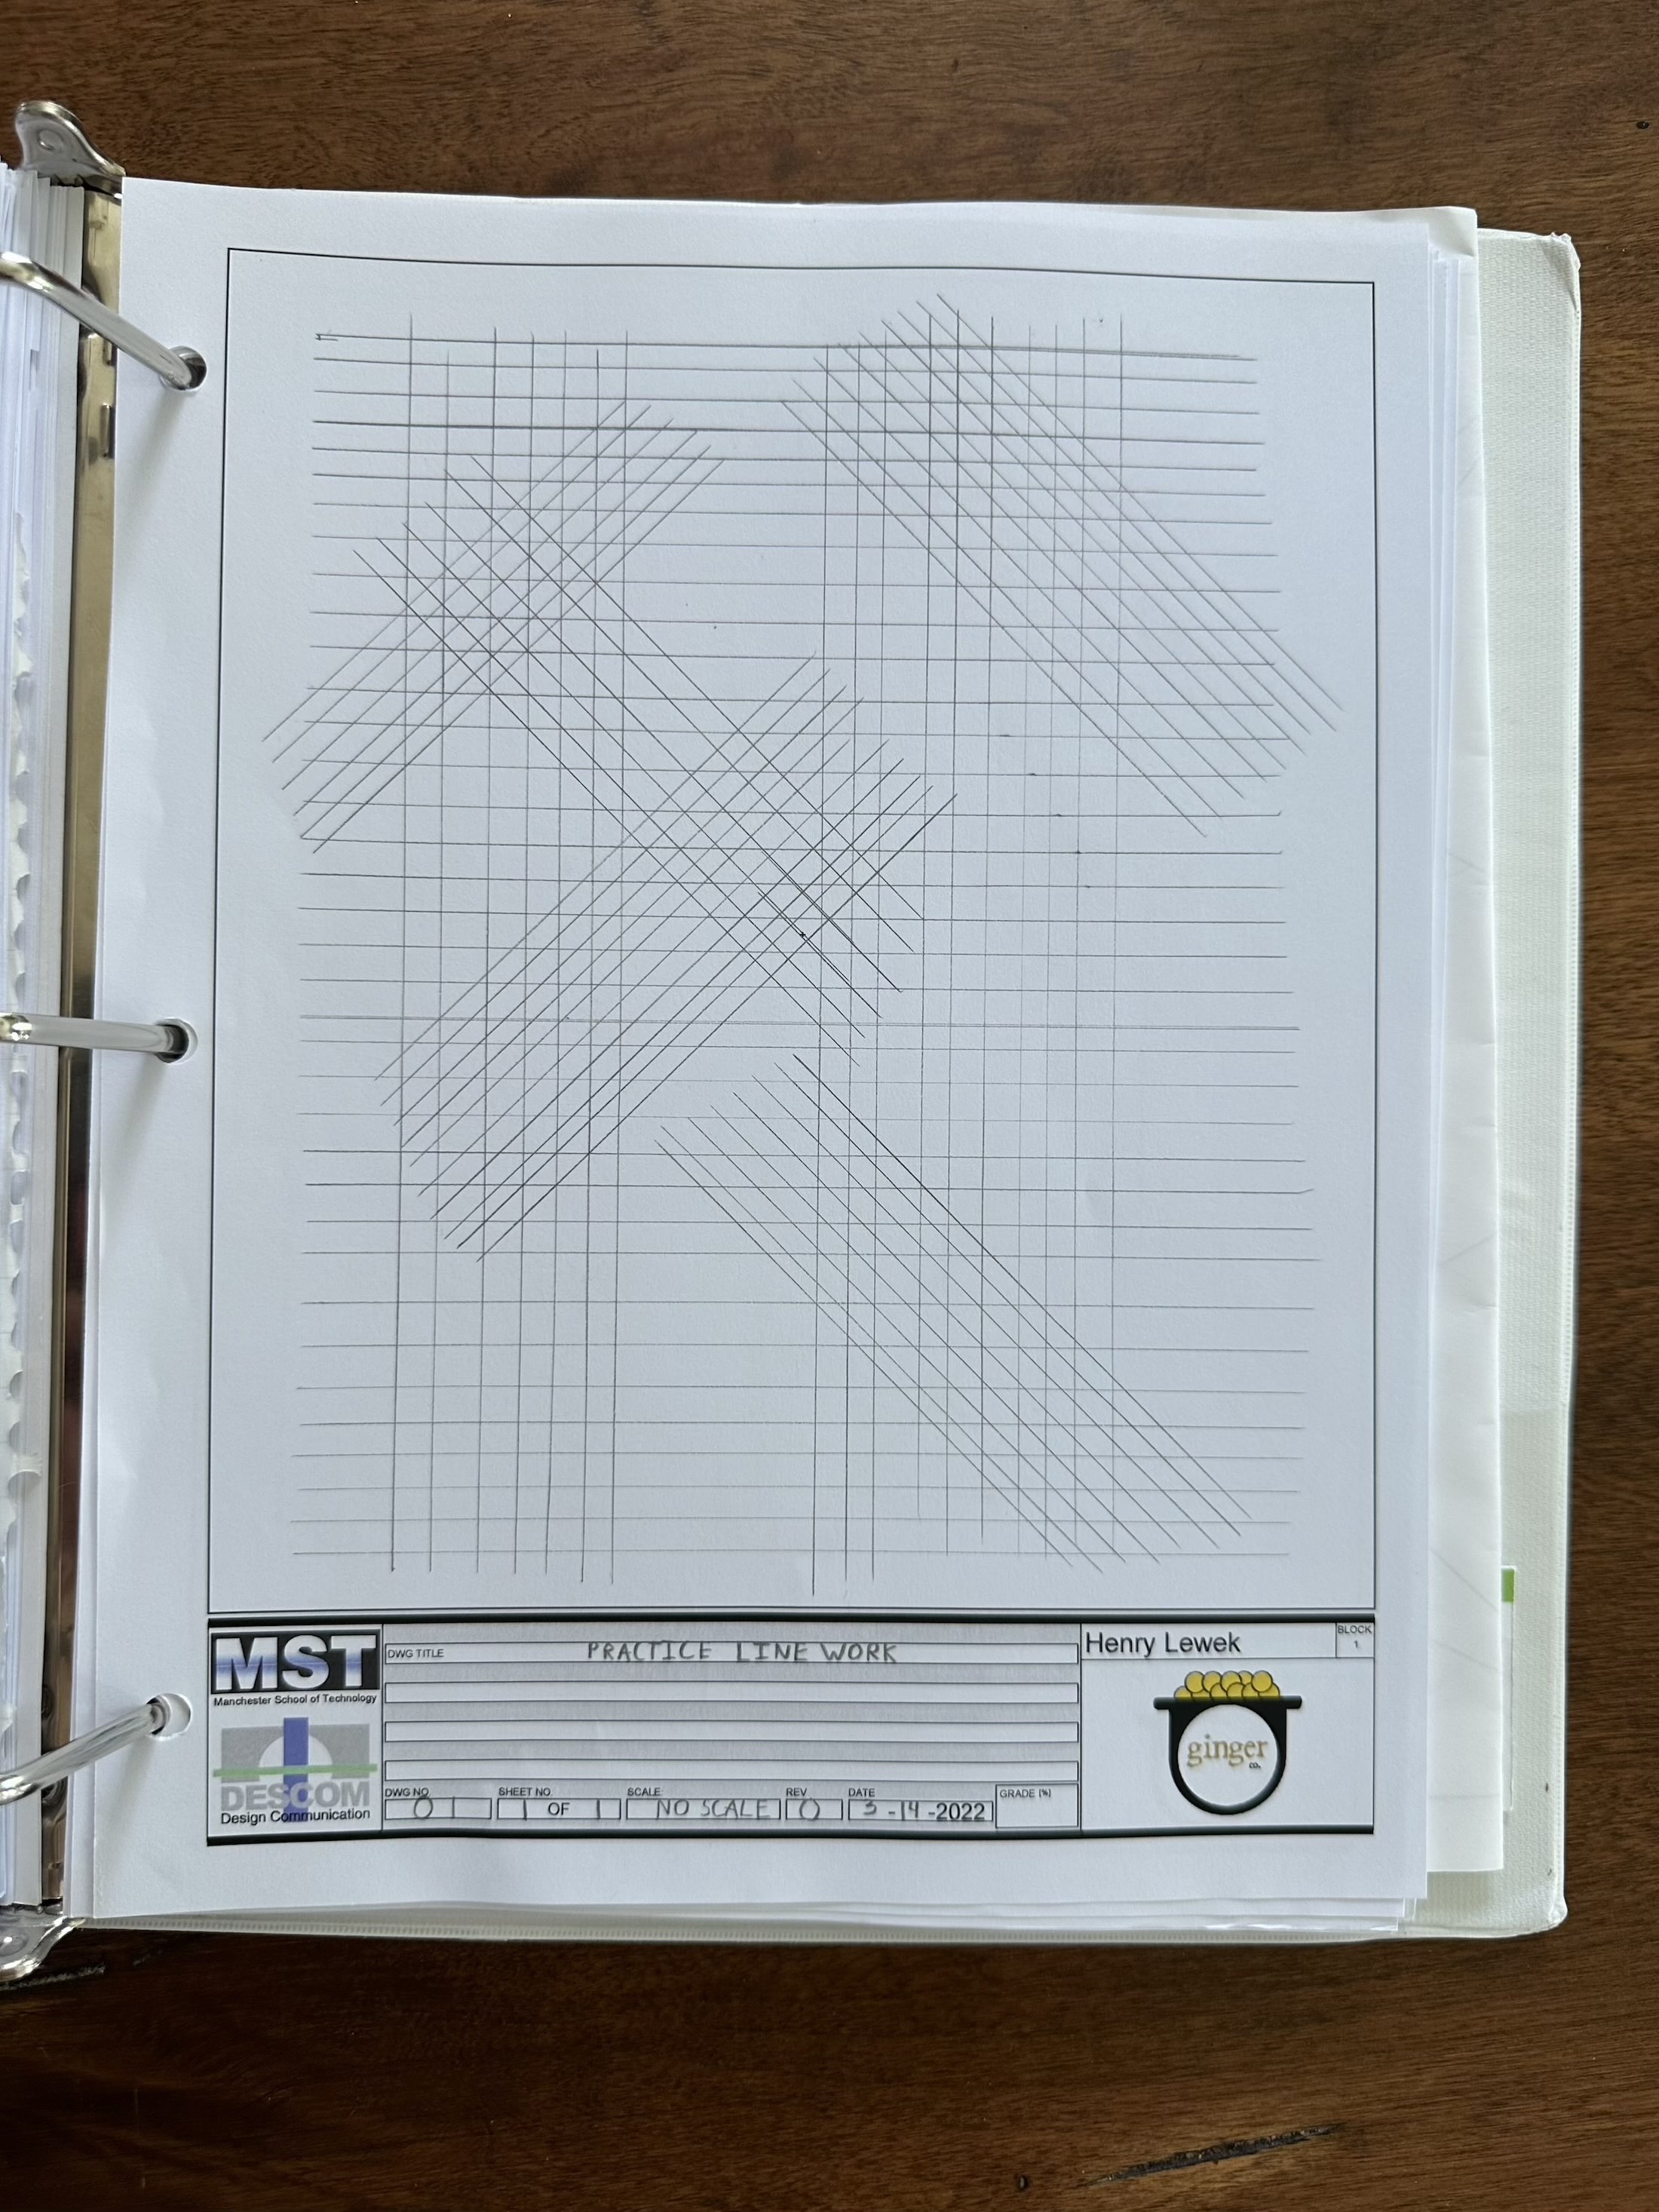 MST
Manchester School of Technology
DESCOM
Design Communication
DWG TITLE PRACTICE LINE WORK
DWG NO. 01
SHEET NO. 1 OF 1
SCALE: NO SCALE
REV 0
DATE 3-14-2022
GRADE (%)
Henry Lewek
BLOCK
1
ginger
co.